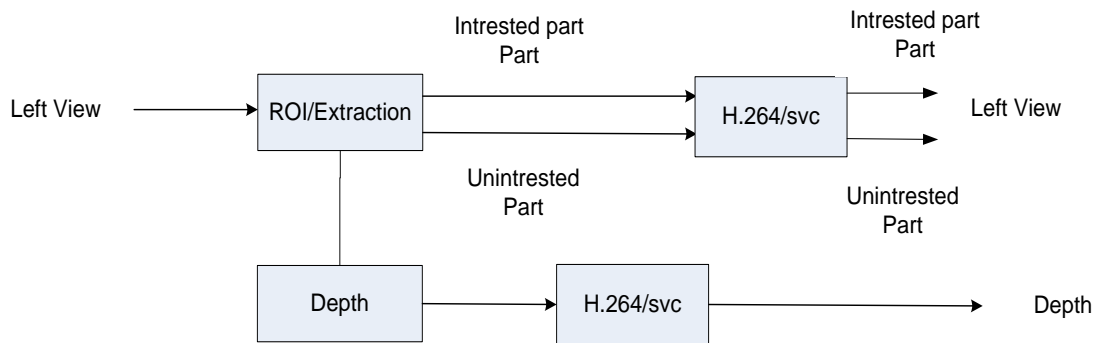 Intrested part
Part
Intrested part
Part
Left View
ROI/Extraction
H.264/svc
Left View
Unintrested
Part
Unintrested
Part
Depth
H.264/svc
Depth